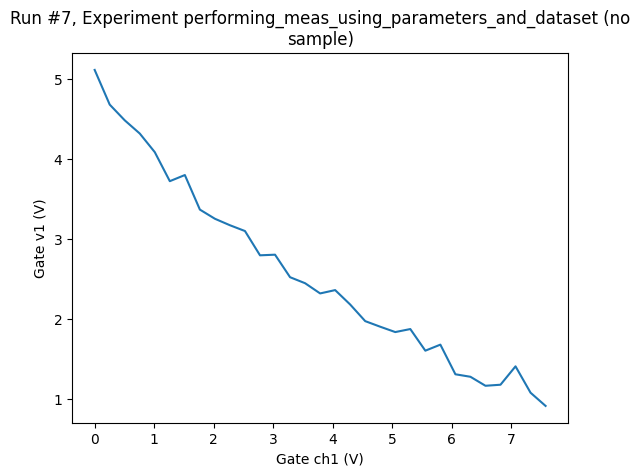 Run #7, Experiment performing_meas_using_parameters_and_dataset (no
sample)
5
4
3
2
1
Gate v1 (V)
0 1 2 3 4 5 6 7
Gate ch1 (V)